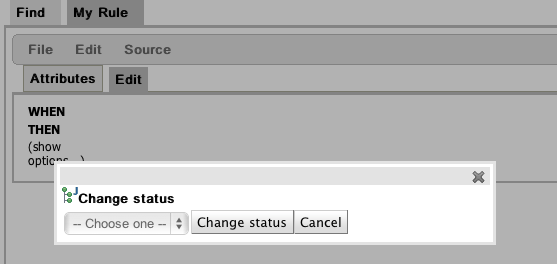 Find My Rule
File Edit Source
Attributes Edit
WHEN
THEN
(show
options...)
Change status
-- Choose one -- Change status Cancel